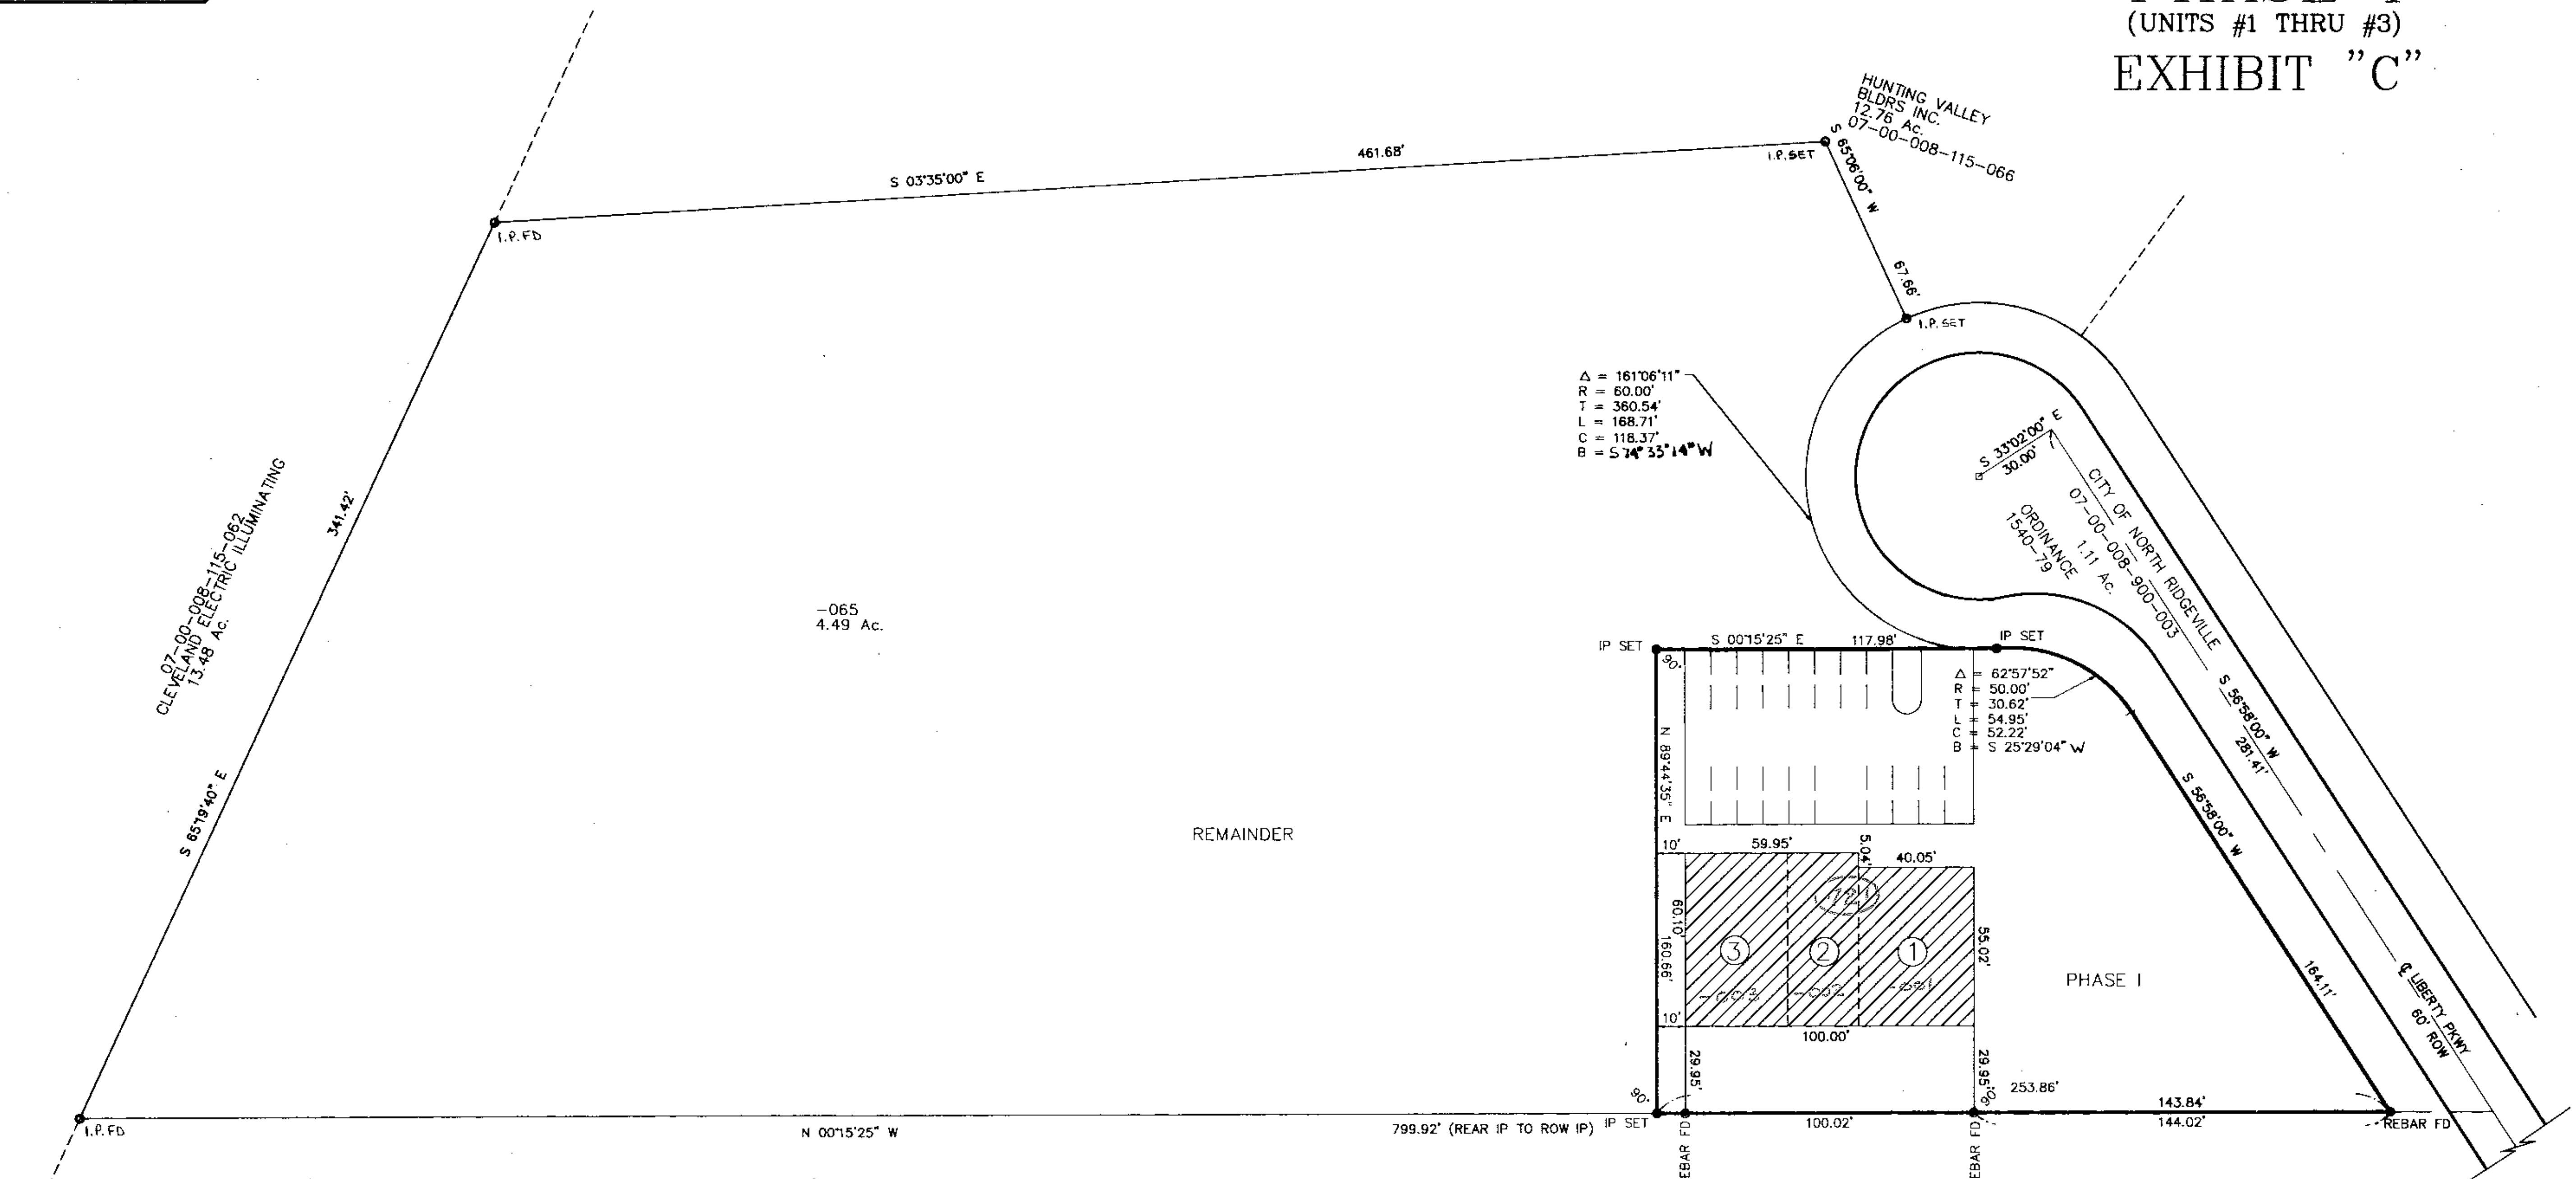 (UNITS #1 THRU #3)
EXHIBIT "C"
HUNTING VALLEY
BLDRS INC.
12.76 Ac.
07-00-008-115-066
S 03°35'00" E
461.68'
I.P. SET
S 65°06'00" W
67.66'
I.P. SET
I.P. FD
Δ = 161°06'11"
R = 60.00'
T = 360.54'
L = 168.71'
C = 118.37'
B = S 74° 33' 14" W
S 33°02'00" E
30.00'
CITY OF NORTH RIDGEVILLE
07-00-008-900-003
1.11 Ac.
ORDINANCE
1540-79
S 56°58'00" W
281.41'
341.42'
07-00-008-115-062
CLEVELAND ELECTRIC ILLUMINATING
13.48 Ac.
S 65°19'40" E
-065
4.49 Ac.
REMAINDER
IP SET
S 00°15'25" E
117.98'
IP SET
90°
Δ = 62°57'52"
R = 50.00'
T = 30.62'
L = 54.95'
C = 52.22'
B = S 25°29'04" W
N 89°44'35" E
160.66'
S 56°58'00" W
164.11'
10'
59.95'
5.04'
40.05'
60.10'
55.02'
3
2
1
-003
-002
-001
PHASE I
10'
100.00'
29.95'
29.95'
90°
90°
253.86'
143.84'
℄ LIBERTY PKWY
60' ROW
I.P. FD
N 00°15'25" W
799.92' (REAR IP TO ROW IP)
IP SET
100.02'
144.02'
REBAR FD
EBAR FD
EBAR FD